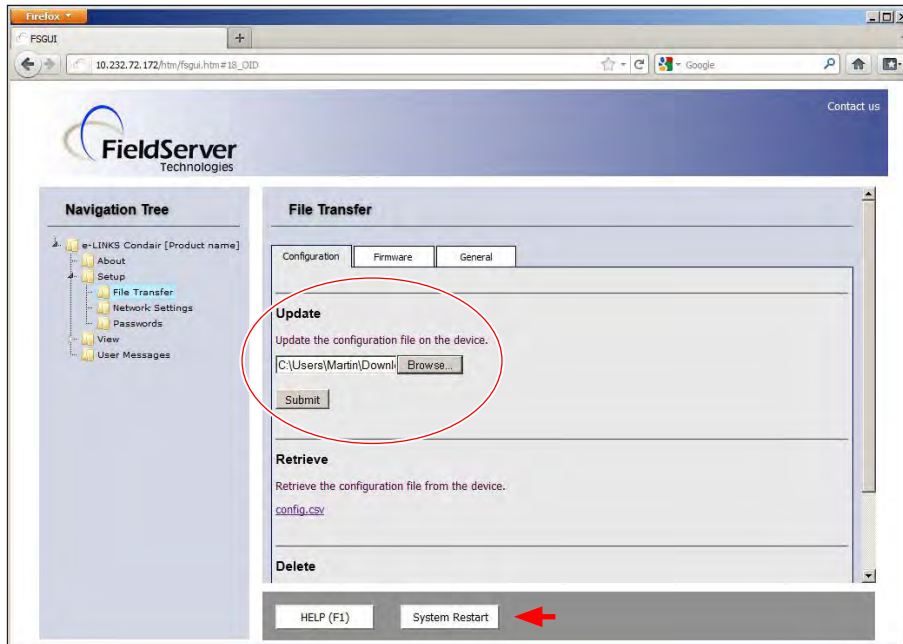 Firefox
FSGUI
10.232.72.172/htm/fsgui.htm#18_OID
Google
Contact us
FieldServer
Technologies
Navigation Tree
e-LINKS Condair [Product name]
About
Setup
File Transfer
Network Settings
Passwords
View
User Messages
File Transfer
Configuration
Firmware
General
Update
Update the configuration file on the device.
C:\Users\Martin\Downl
Browse...
Submit
Retrieve
Retrieve the configuration file from the device.
config.csv
Delete
HELP (F1)
System Restart